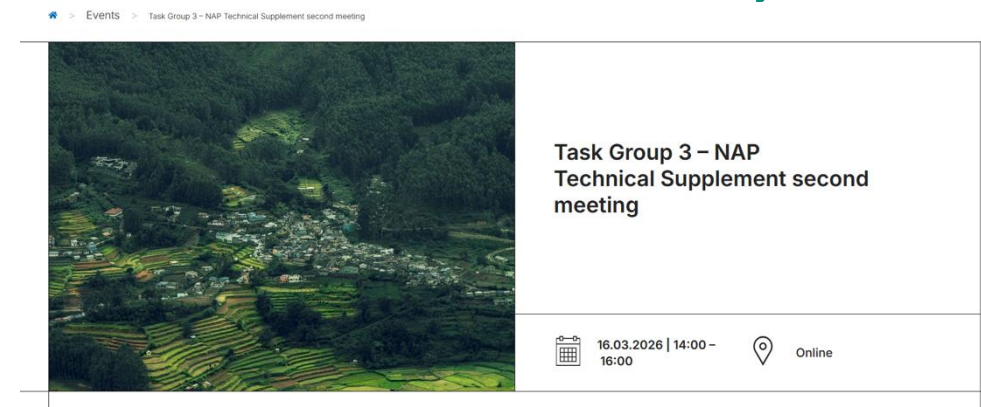 > Events > Task Group 3 – NAP Technical Supplement second meeting
Task Group 3 – NAP
Technical Supplement second
meeting
16.03.2026 | 14:00 –
16:00
Online